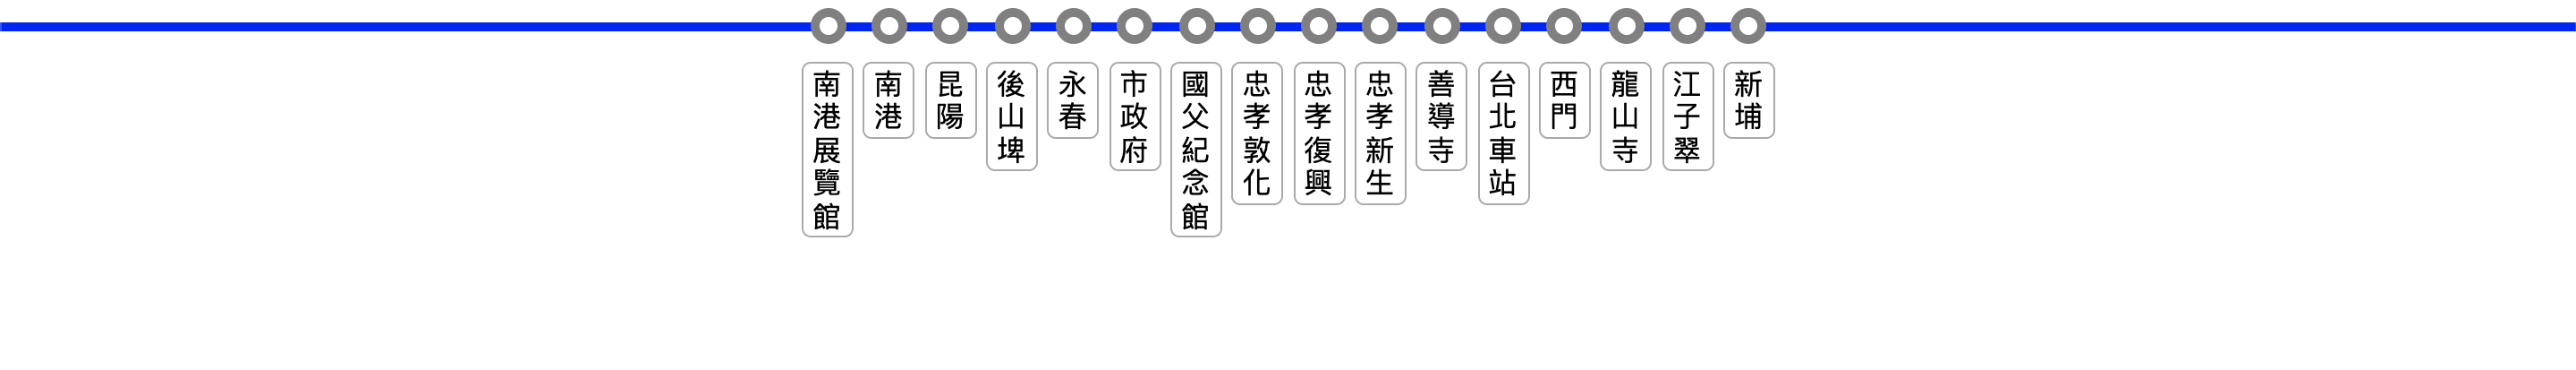 南港展覽館
南港
昆陽
後山埤
永春
市政府
國父紀念館
忠孝敦化
忠孝復興
忠孝新生
善導寺
台北車站
西門
龍山寺
江子翠
新埔